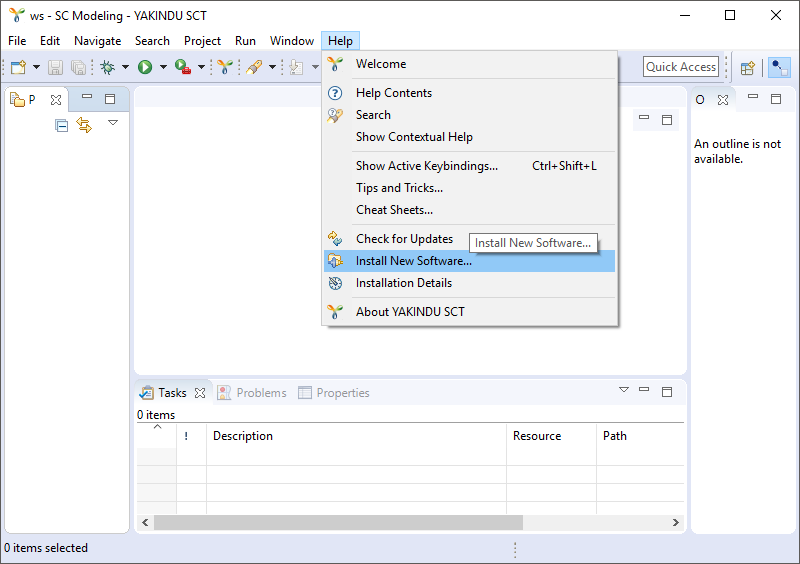 ws - SC Modeling - YAKINDU SCT
File Edit Navigate Search Project Run Window Help
Quick Access
P
O
Welcome
Help Contents
Search
Show Contextual Help
Show Active Keybindings... Ctrl+Shift+L
Tips and Tricks...
Cheat Sheets...
Check for Updates
Install New Software...
Install New Software...
Installation Details
About YAKINDU SCT
An outline is not
available.
Tasks Problems Properties
0 items
! Description Resource Path
0 items selected